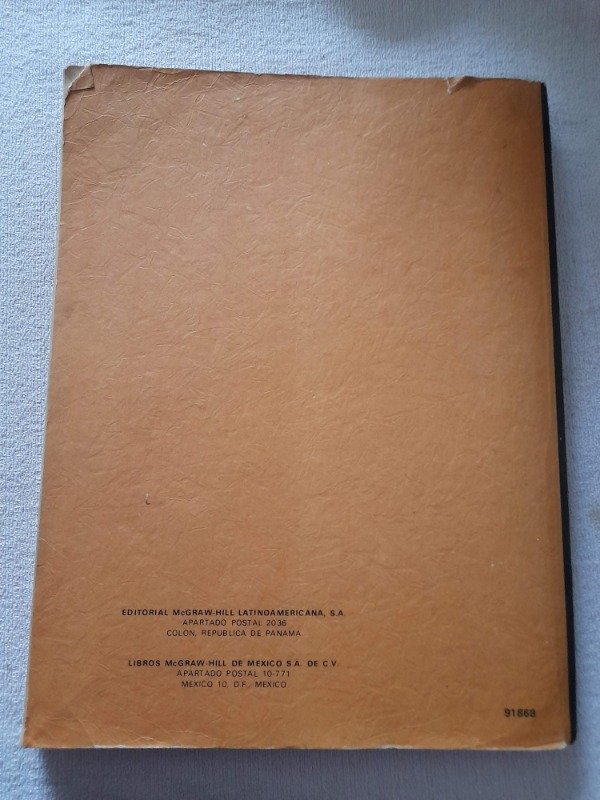 EDITORIAL McGRAW-HILL LATINOAMERICANA, S.A.
APARTADO POSTAL 2036
COLON, REPUBLICA DE PANAMA
LIBROS McGRAW-HILL DE MEXICO S.A. DE C.V.
APARTADO POSTAL 10-771
MEXICO 10, D.F., MEXICO
91868